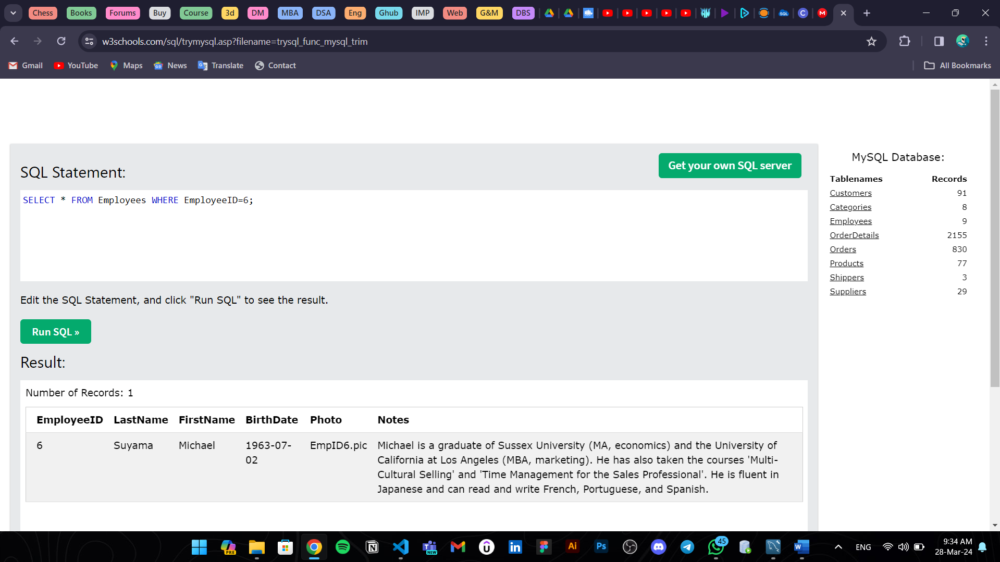 Chess Books Forums Buy Course 3d DM MBA DSA Eng Ghub IMP Web G&M DBS
w3schools.com/sql/trymysql.asp?filename=trysql_func_mysql_trim
Gmail YouTube Maps News Translate Contact All Bookmarks
Get your own SQL server
SQL Statement:
SELECT * FROM Employees WHERE EmployeeID=6;
Edit the SQL Statement, and click "Run SQL" to see the result.
Run SQL »
Result:
Number of Records: 1
EmployeeID LastName FirstName BirthDate Photo Notes
6 Suyama Michael 1963-07- EmpID6.pic Michael is a graduate of Sussex University (MA, economics) and the University of
02 California at Los Angeles (MBA, marketing). He has also taken the courses 'Multi-
Cultural Selling' and 'Time Management for the Sales Professional'. He is fluent in
Japanese and can read and write French, Portuguese, and Spanish.
MySQL Database:
Tablenames Records
Customers 91
Categories 8
Employees 9
OrderDetails 2155
Orders 830
Products 77
Shippers 3
Suppliers 29
PRE NEW Ai Ps 45 ENG 9:34 AM
28-Mar-24